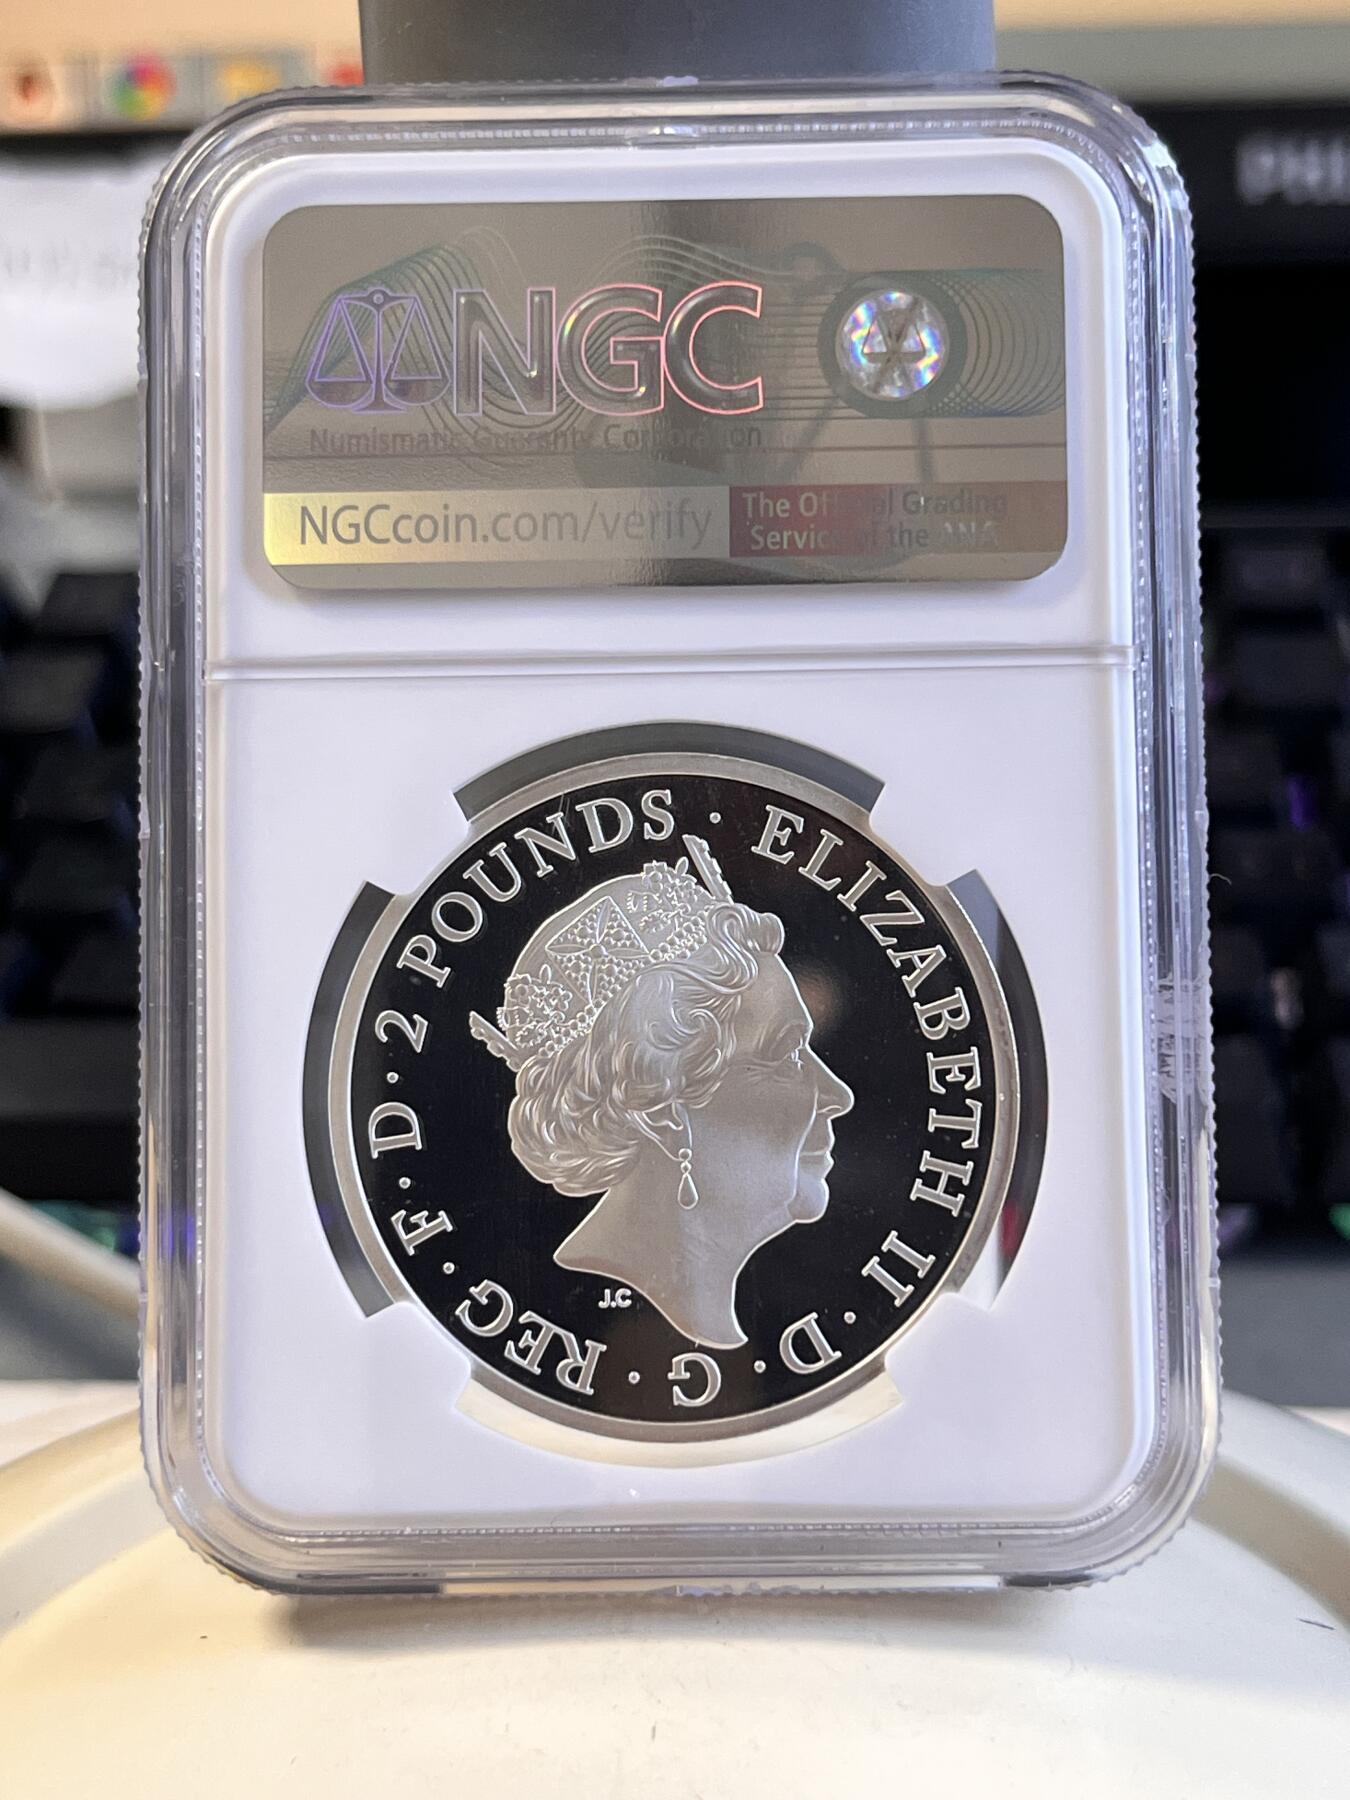 NGC
Numismatic Guaranty Corporation
NGCcoin.com/verify
The Official Grading
Service of the ANA
ELIZABETH II · D · G · REG · F · D · 2 POUNDS ·
J.C